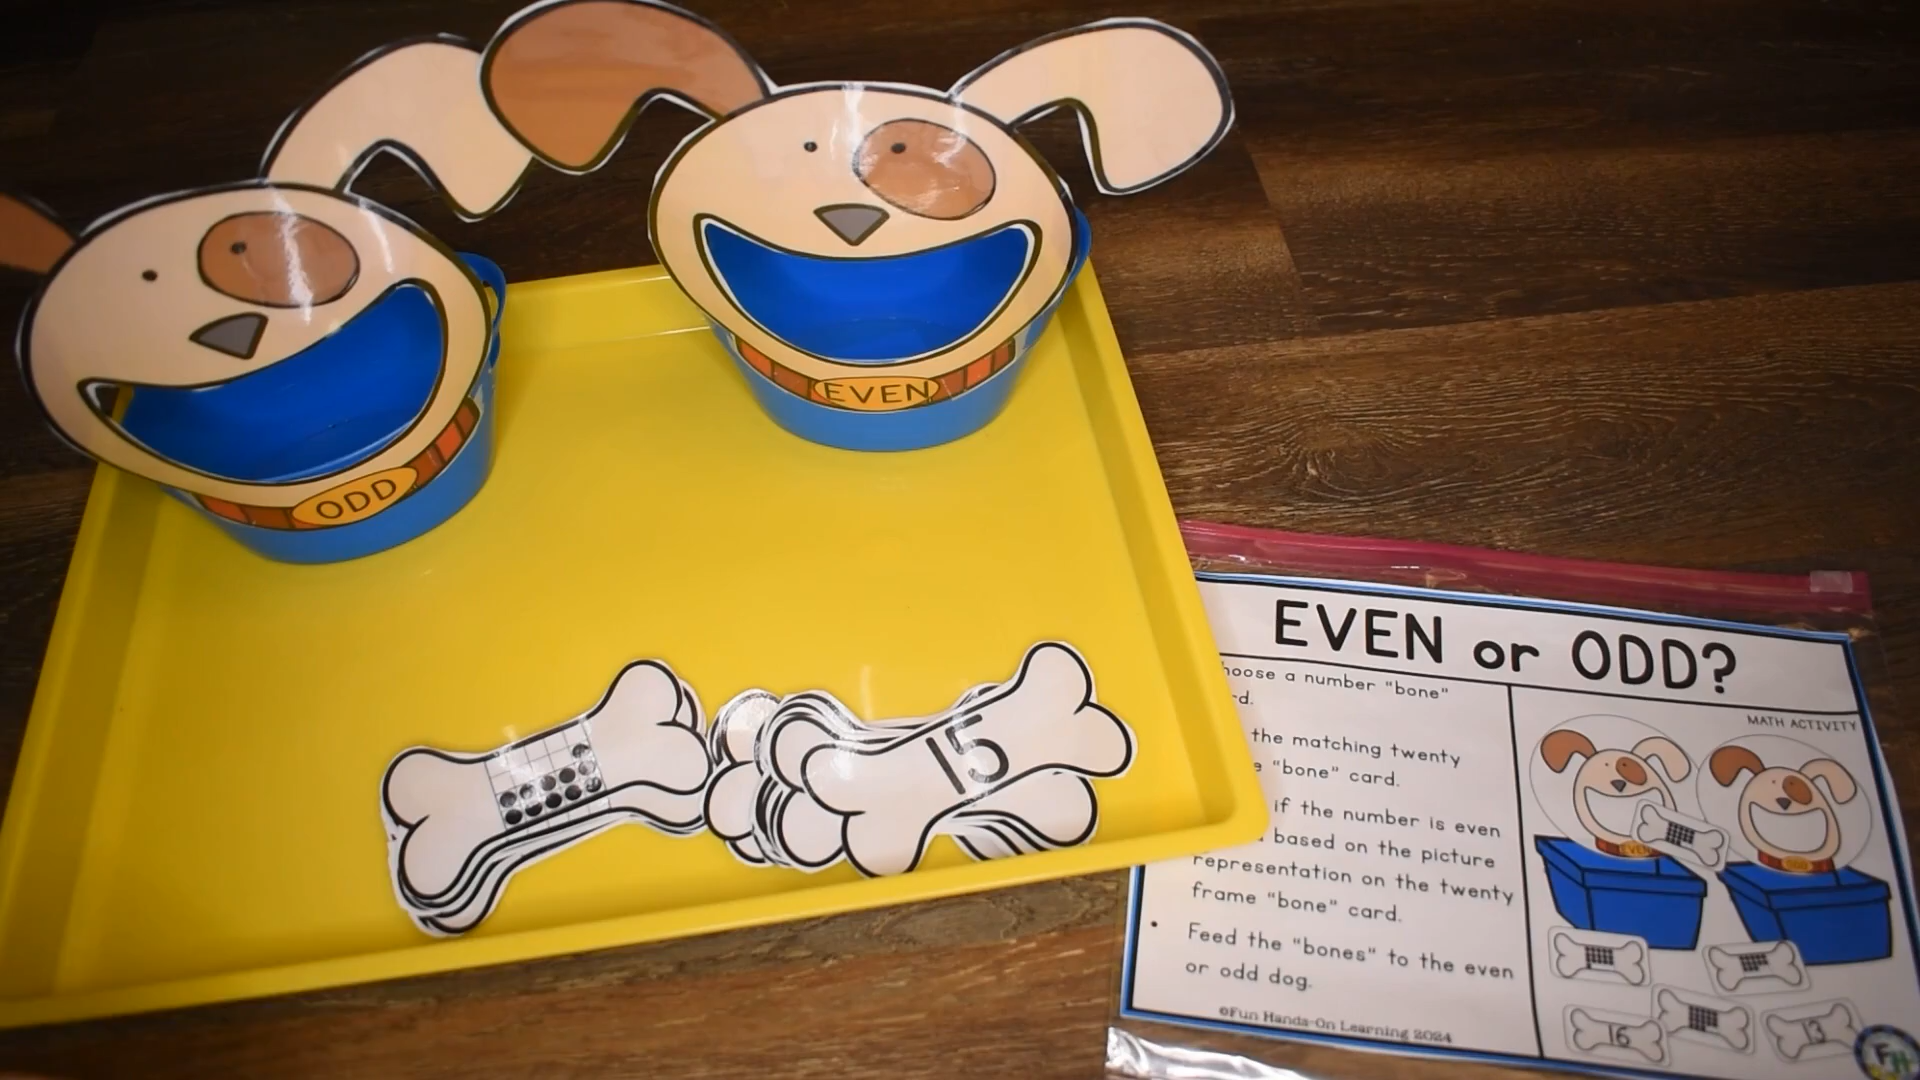 EVEN
ODD
15
EVEN or ODD?
MATH ACTIVITY
a number "bone"
the matching twenty
"bone" card.
if the number is even
based on the picture
representation on the twenty
frame "bone" card.
• Feed the "bones" to the even
or odd dog.
©Fun Hands-On Learning 2024
EVEN
ODD
16
13